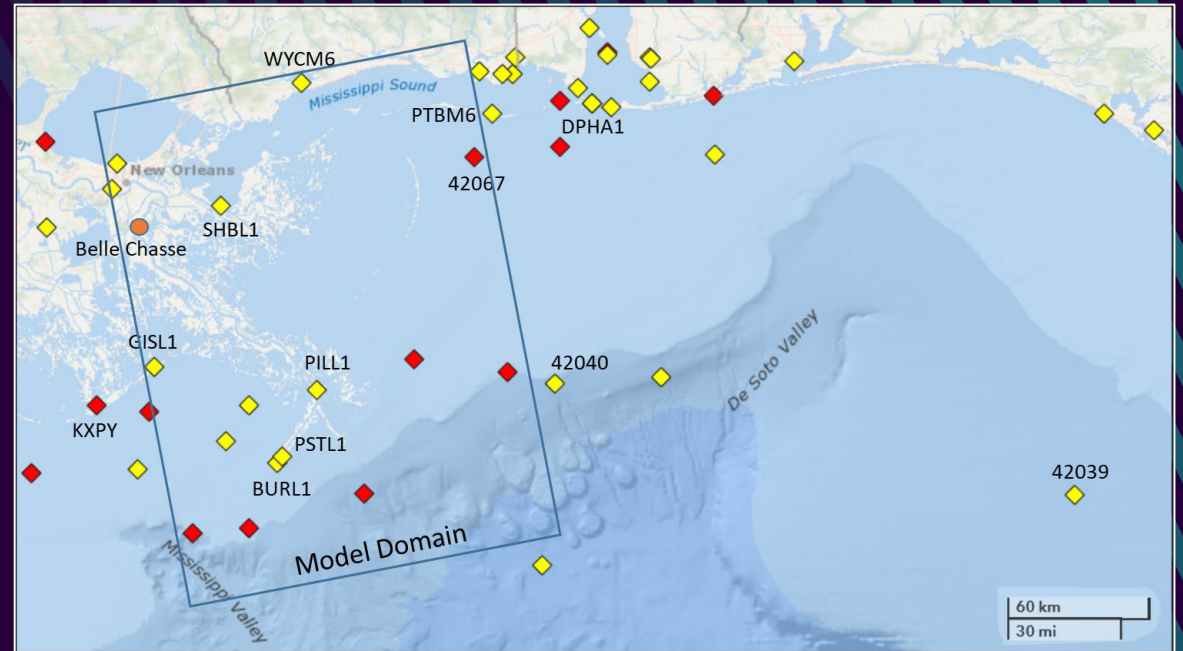 WYCM6
Mississippi Sound
PTBM6
DPHA1
New Orleans
42067
SHBL1
Belle Chasse
GISL1
PILL1
42040
De Soto Valley
KXPY
PSTL1
BURL1
42039
Model Domain
Mississippi Valley
60 km
30 mi